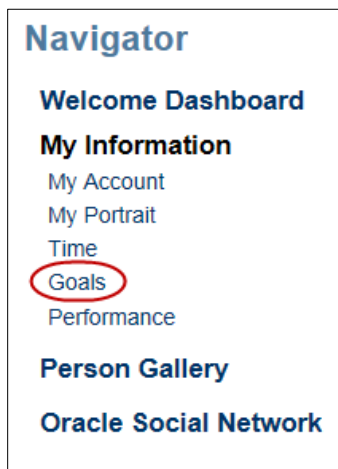 Navigator
Welcome Dashboard
My Information
My Account
My Portrait
Time
Goals
Performance
Person Gallery
Oracle Social Network